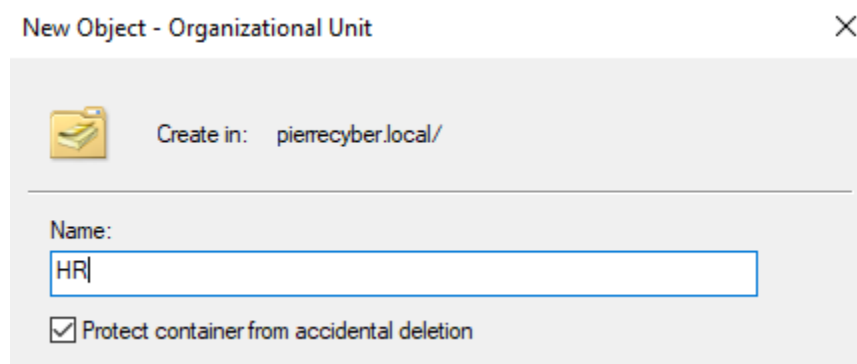 New Object - Organizational Unit
Create in: pierrecyber.local/
Name:
HR
Protect container from accidental deletion